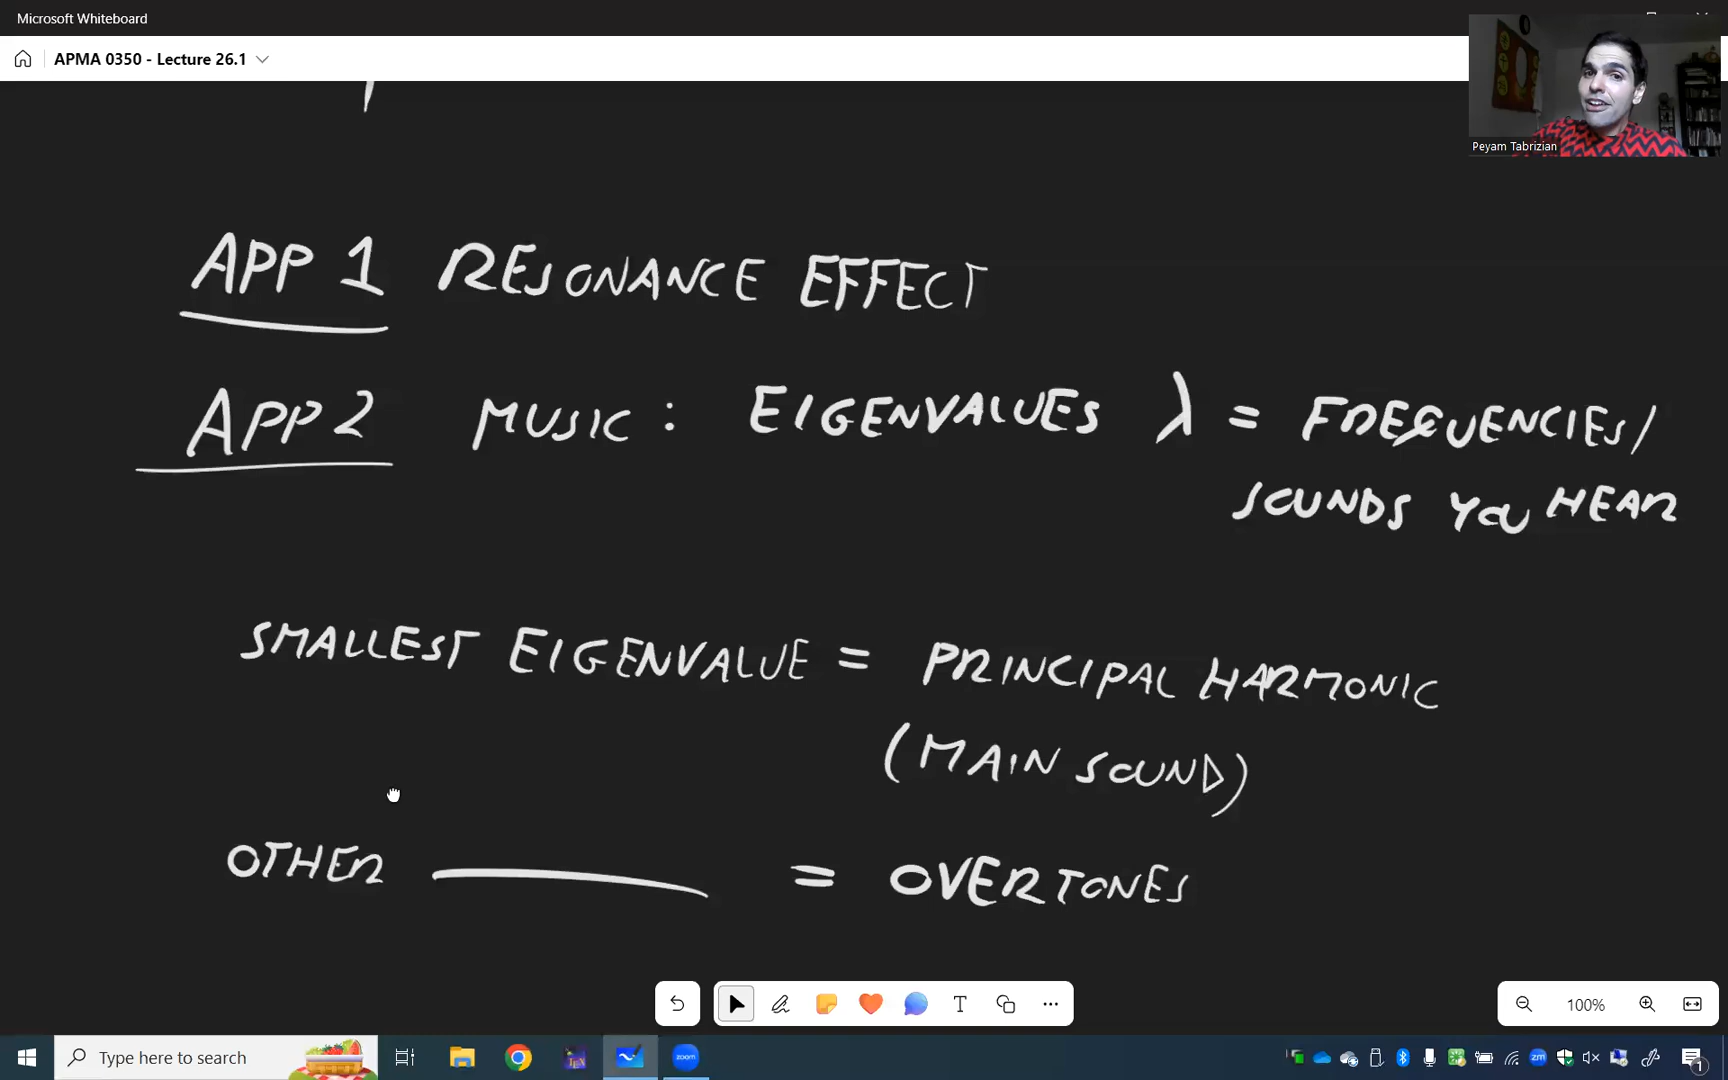 Microsoft Whiteboard
APMA 0350 - Lecture 26.1
Peyam Tabrizian
APP 1 RESONANCE EFFECT
APP 2 MUSIC: EIGENVALUES λ = FREQUENCIES/
SOUNDS YOU HEAR
SMALLEST EIGENVALUE = PRINCIPAL HARMONIC
(MAIN SOUND)
OTHER = OVERTONES
100%
Type here to search